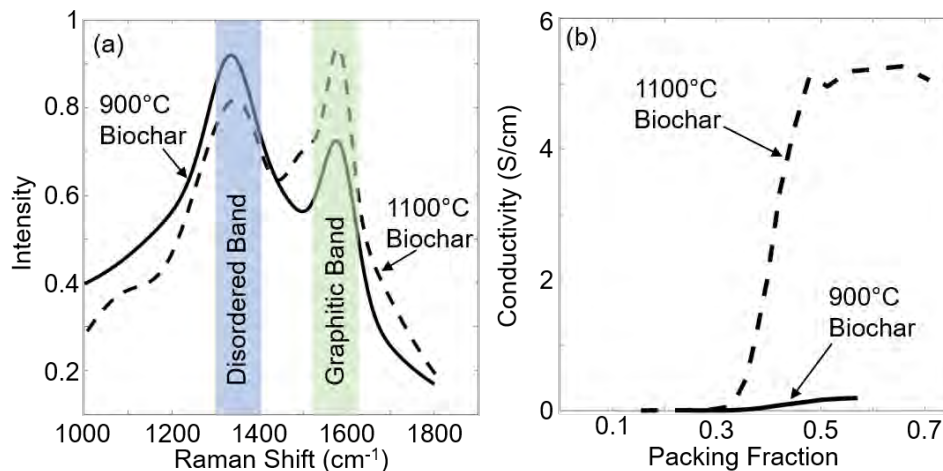 (a)
1
0.8
0.6
0.4
0.2
Intensity
900°C
Biochar
Disordered Band
Graphitic Band
1100°C
Biochar
1000
1200
1400
1600
1800
Raman Shift (cm⁻¹)
(b)
6
4
2
0
Conductivity (S/cm)
1100°C
Biochar
900°C
Biochar
0.1
0.3
0.5
0.7
Packing Fraction